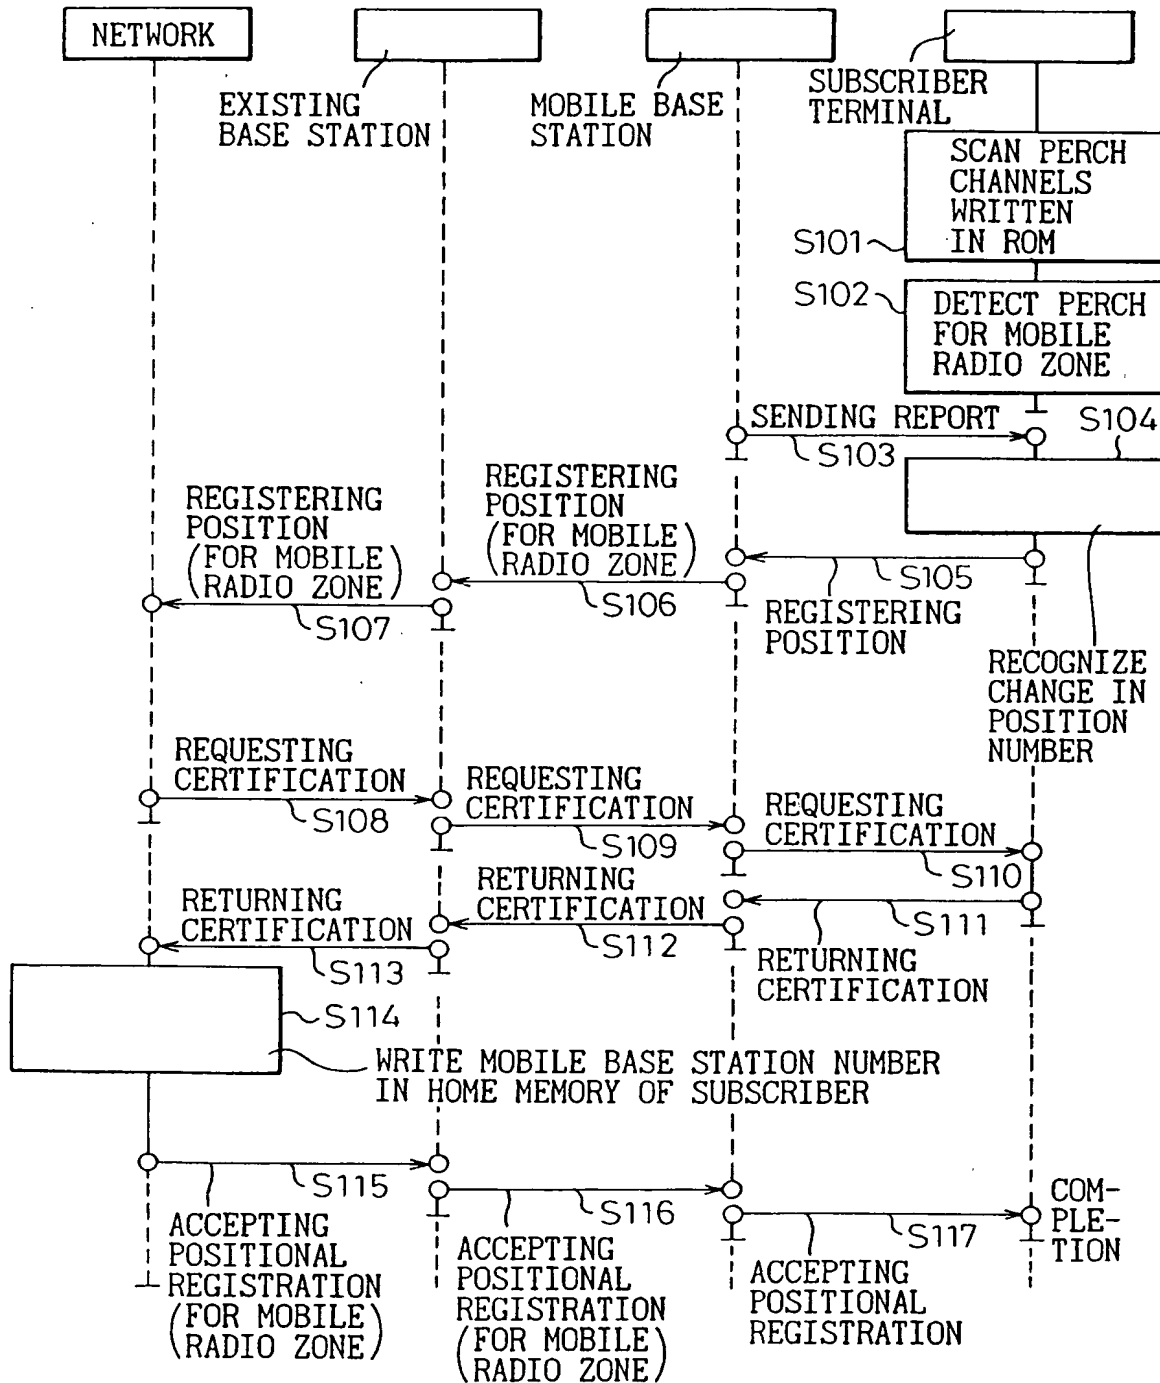 NETWORK
EXISTING
BASE STATION
MOBILE BASE
STATION
SUBSCRIBER
TERMINAL
SCAN PERCH
CHANNELS
WRITTEN
IN ROM
S101
S102
DETECT PERCH
FOR MOBILE
RADIO ZONE
SENDING REPORT
S103
S104
REGISTERING
POSITION
(FOR MOBILE
RADIO ZONE)
S107
REGISTERING
POSITION
(FOR MOBILE
RADIO ZONE)
S106
S105
REGISTERING
POSITION
RECOGNIZE
CHANGE IN
POSITION
NUMBER
REQUESTING
CERTIFICATION
S108
REQUESTING
CERTIFICATION
S109
REQUESTING
CERTIFICATION
S110
RETURNING
CERTIFICATION
S113
RETURNING
CERTIFICATION
S112
S111
RETURNING
CERTIFICATION
S114
WRITE MOBILE BASE STATION NUMBER
IN HOME MEMORY OF SUBSCRIBER
S115
ACCEPTING
POSITIONAL
REGISTRATION
(FOR MOBILE
RADIO ZONE)
S116
ACCEPTING
POSITIONAL
REGISTRATION
(FOR MOBILE
RADIO ZONE)
S117
ACCEPTING
POSITIONAL
REGISTRATION
COM-
PLE-
TION